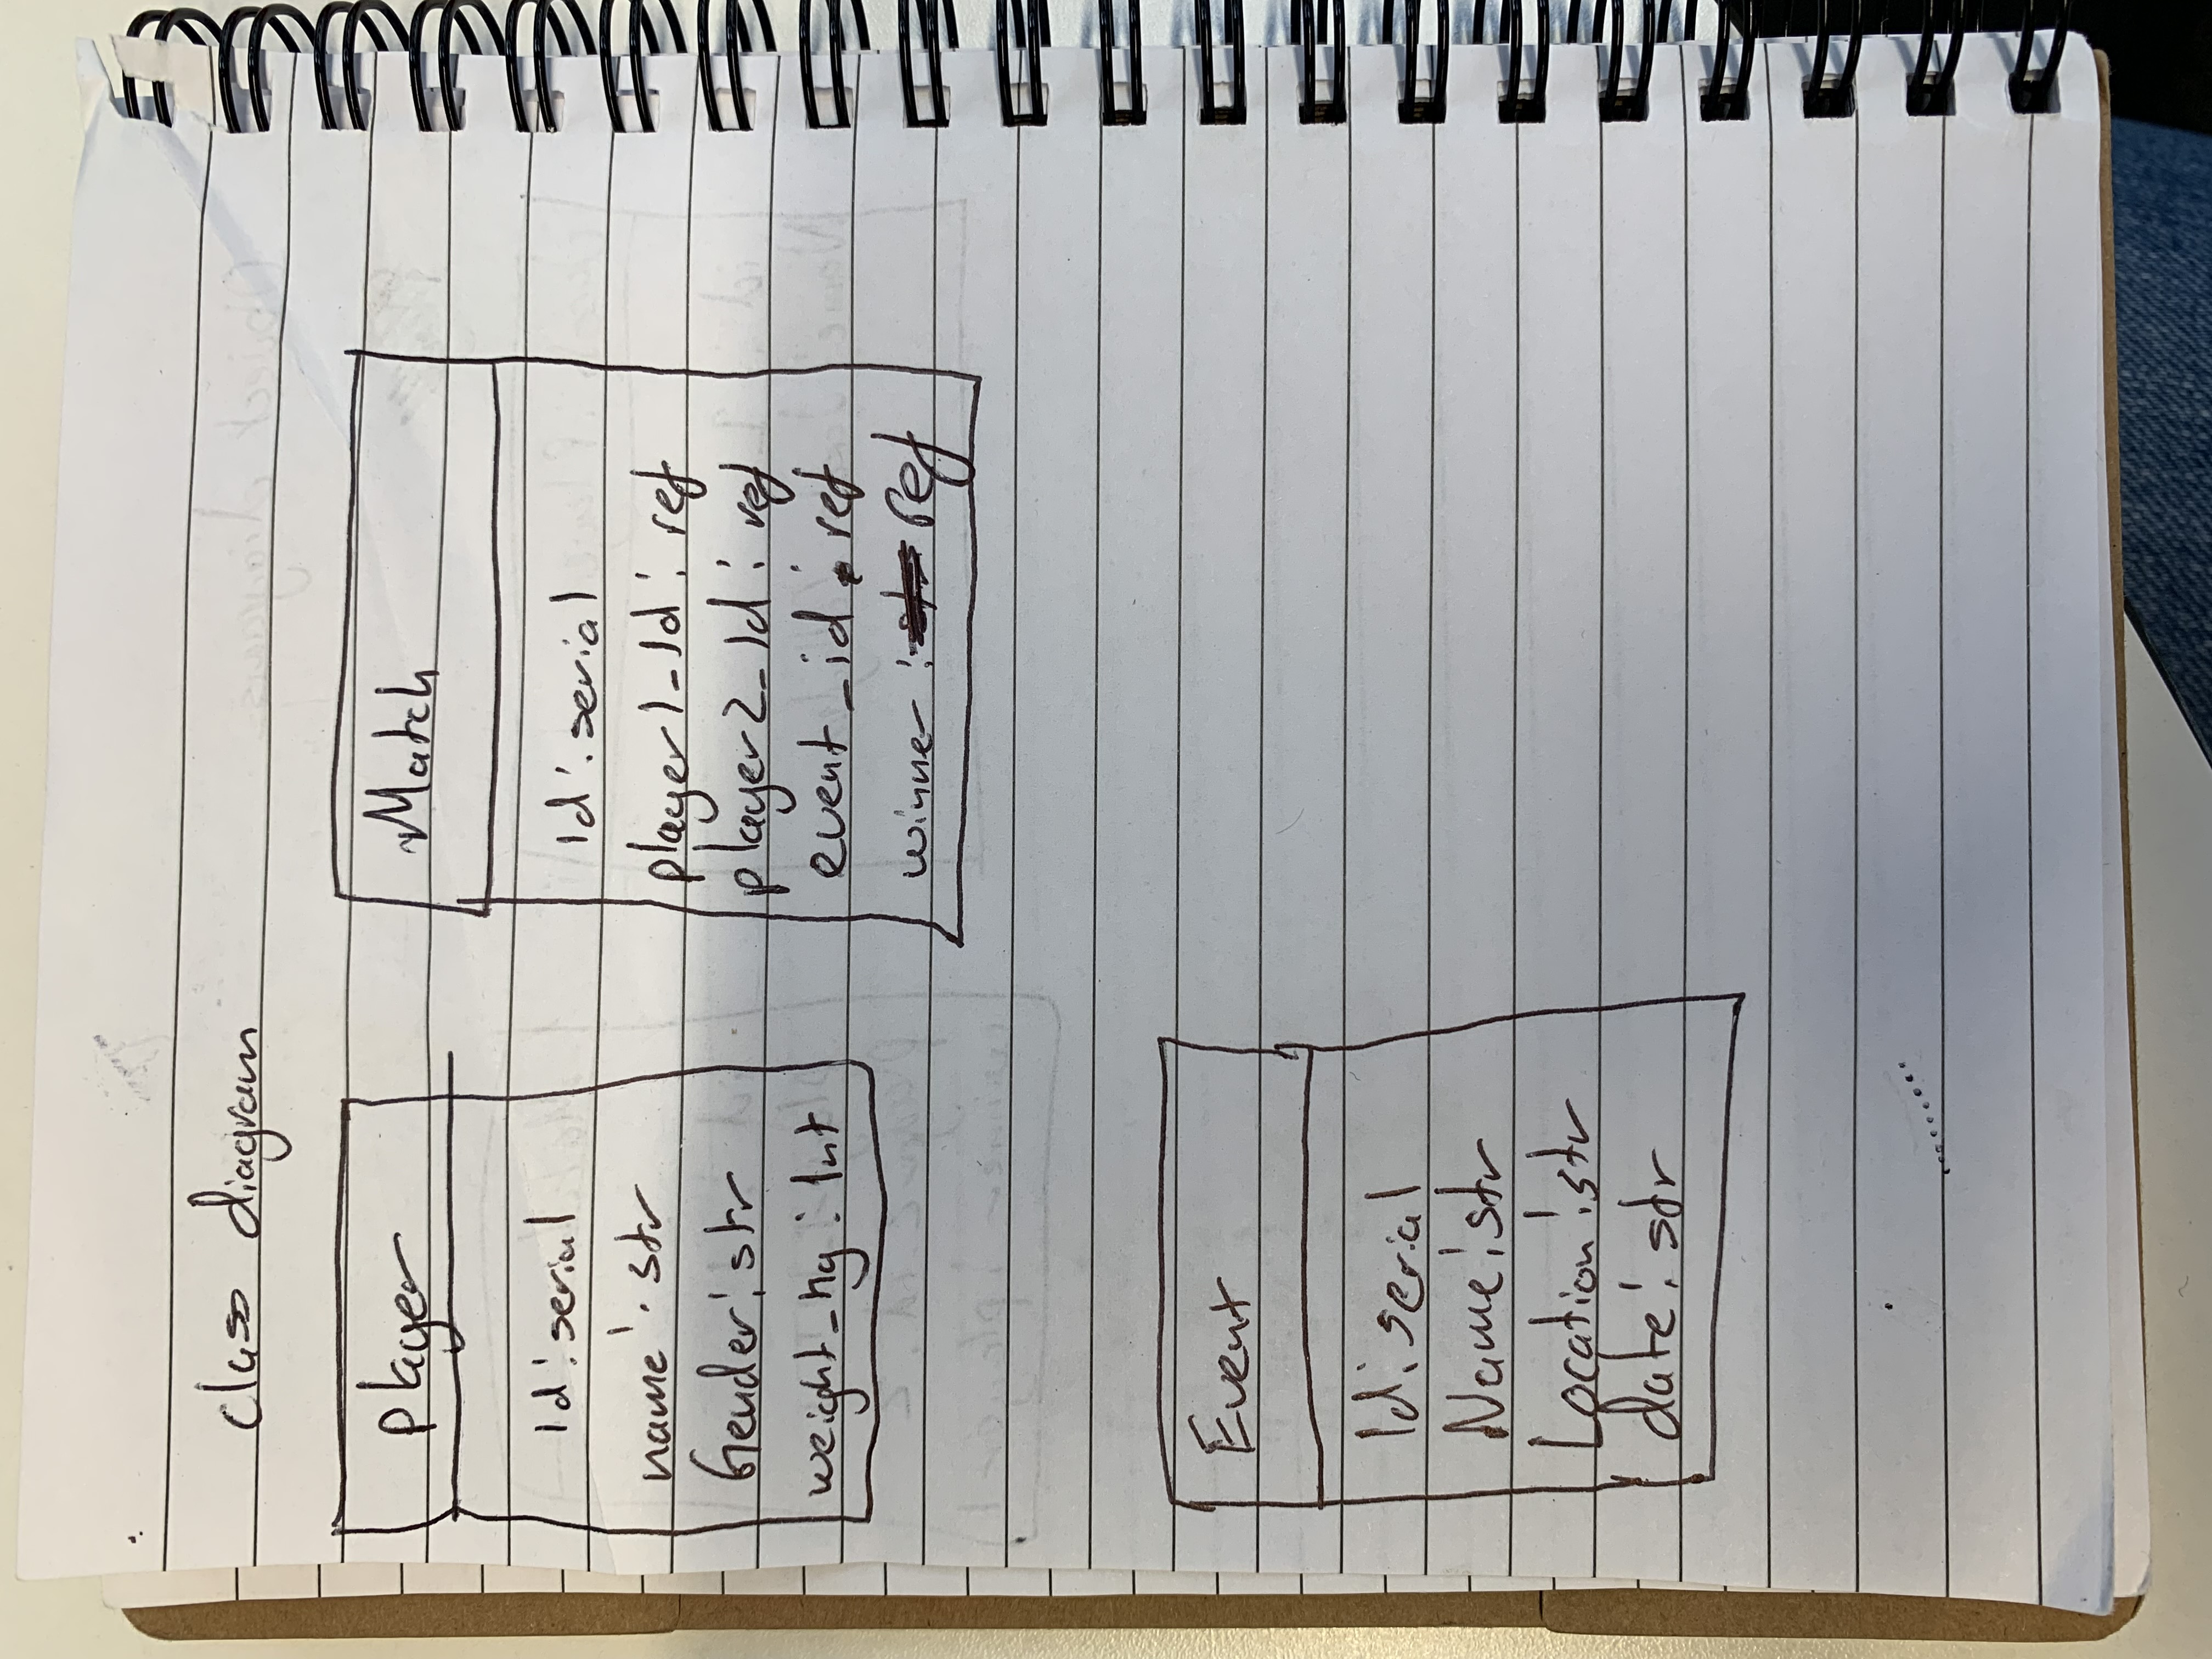 class diagram
player
Id: serial
name: str
Gender: str
weight_kg: Int
Match
Id: serial
player1_Id: ref
player2_Id: ref
event_id: ref
winner: ref
Event
Id: serial
Name: str
Location: str
date: str